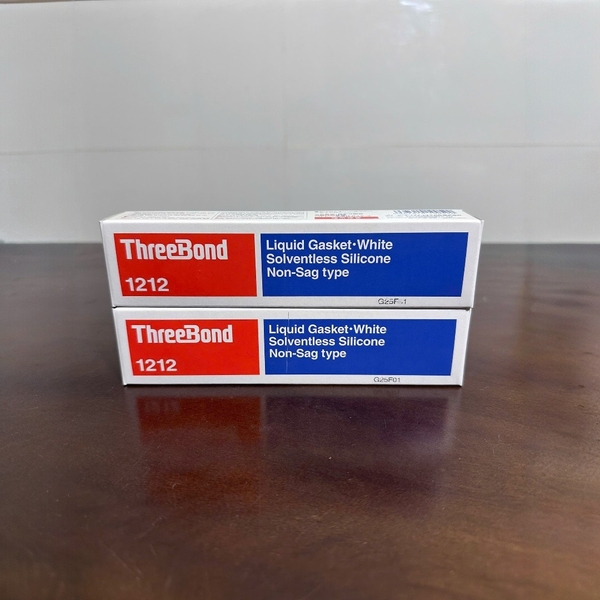 ThreeBond
1212
Liquid Gasket·White
Solventless Silicone
Non-Sag type
ThreeBond
1212
Liquid Gasket·White
Solventless Silicone
Non-Sag type
G25F01